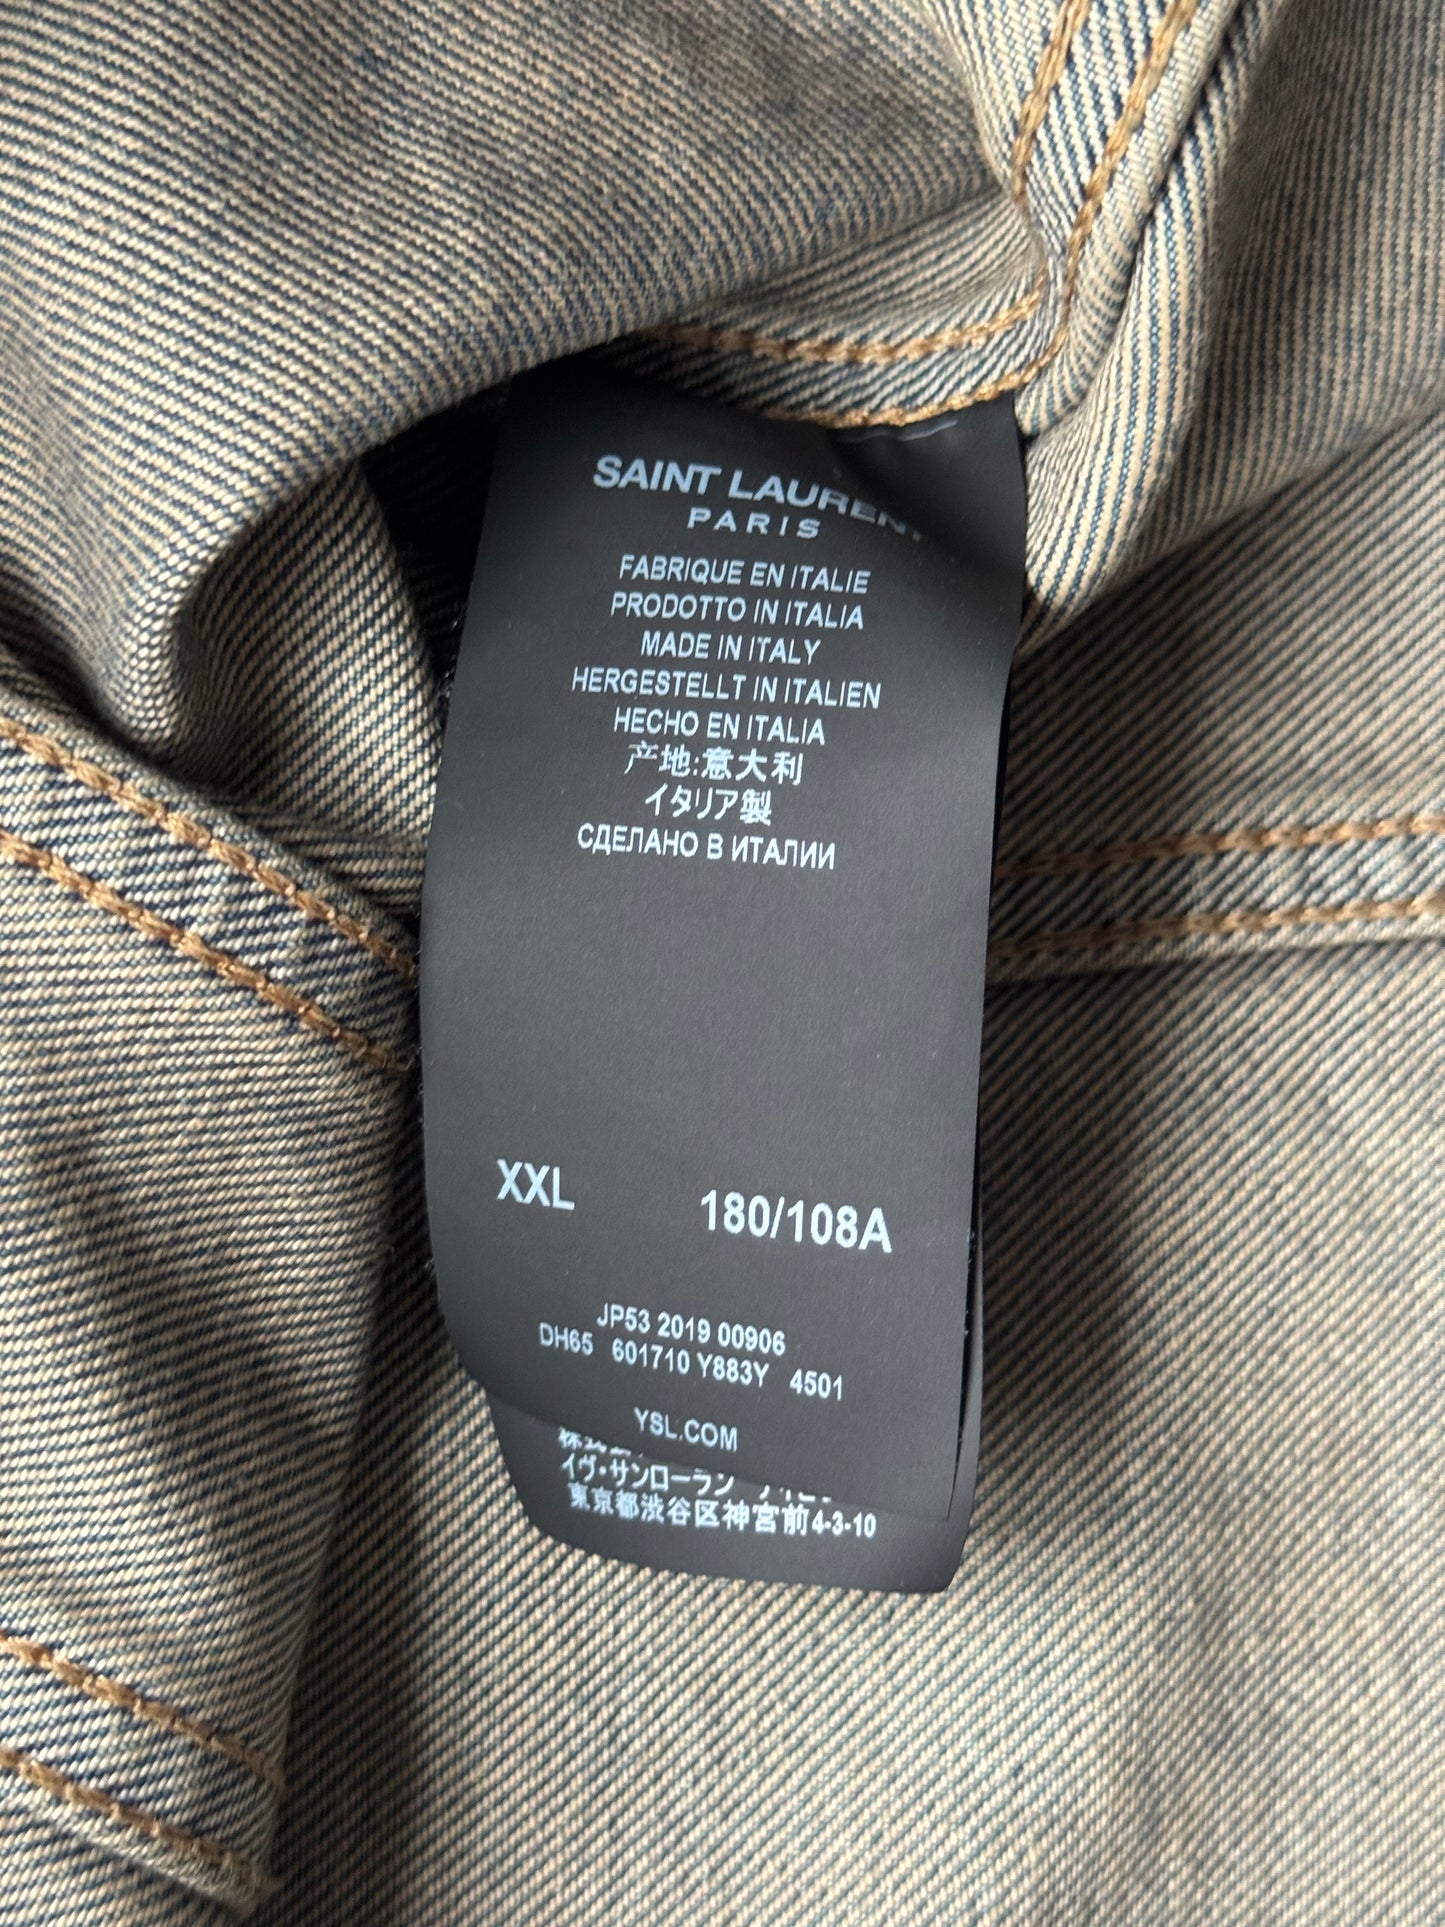 SAINT LAURENT
PARIS
FABRIQUE EN ITALIE
PRODOTTO IN ITALIA
MADE IN ITALY
HERGESTELLT IN ITALIEN
HECHO EN ITALIA
产地:意大利
イタリア製
СДЕЛАНО В ИТАЛИИ
XXL 180/108A
JP53 2019 00906
DH65 601710 Y883Y 4501
YSL.COM
イヴ・サンローラン
東京都渋谷区神宮前4-3-10